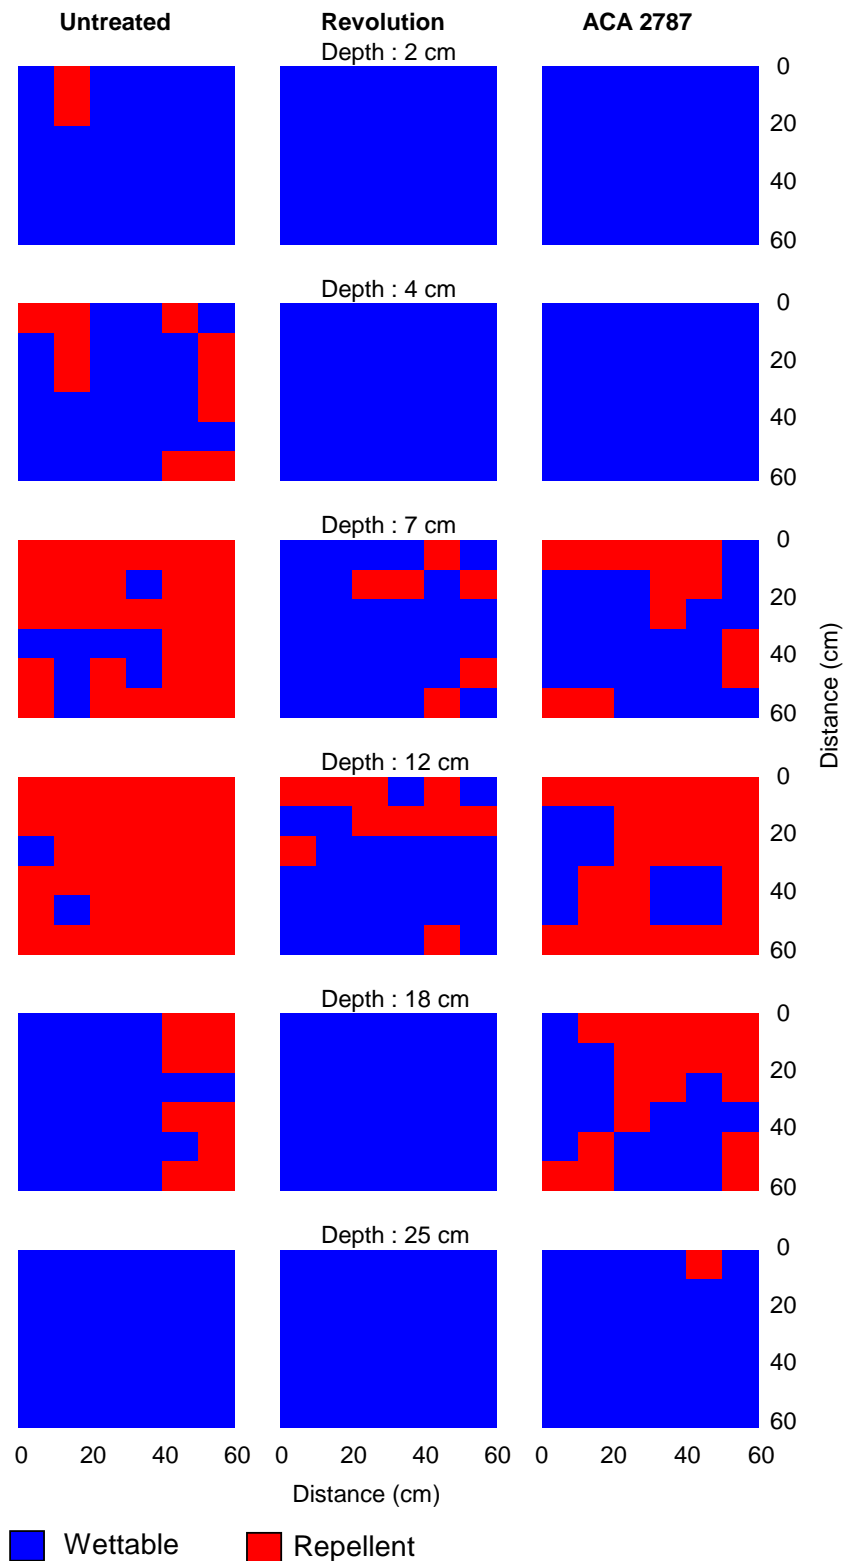 Untreated Revolution ACA 2787
Depth : 2 cm
0
20
40
60
Depth : 4 cm
0
20
40
60
Depth : 7 cm
0
20
40
60
Distance (cm)
Depth : 12 cm
0
20
40
60
Depth : 18 cm
0
20
40
60
Depth : 25 cm
0
20
40
60
0 20 40 60 0 20 40 60 0 20 40 60
Distance (cm)
Wettable Repellent